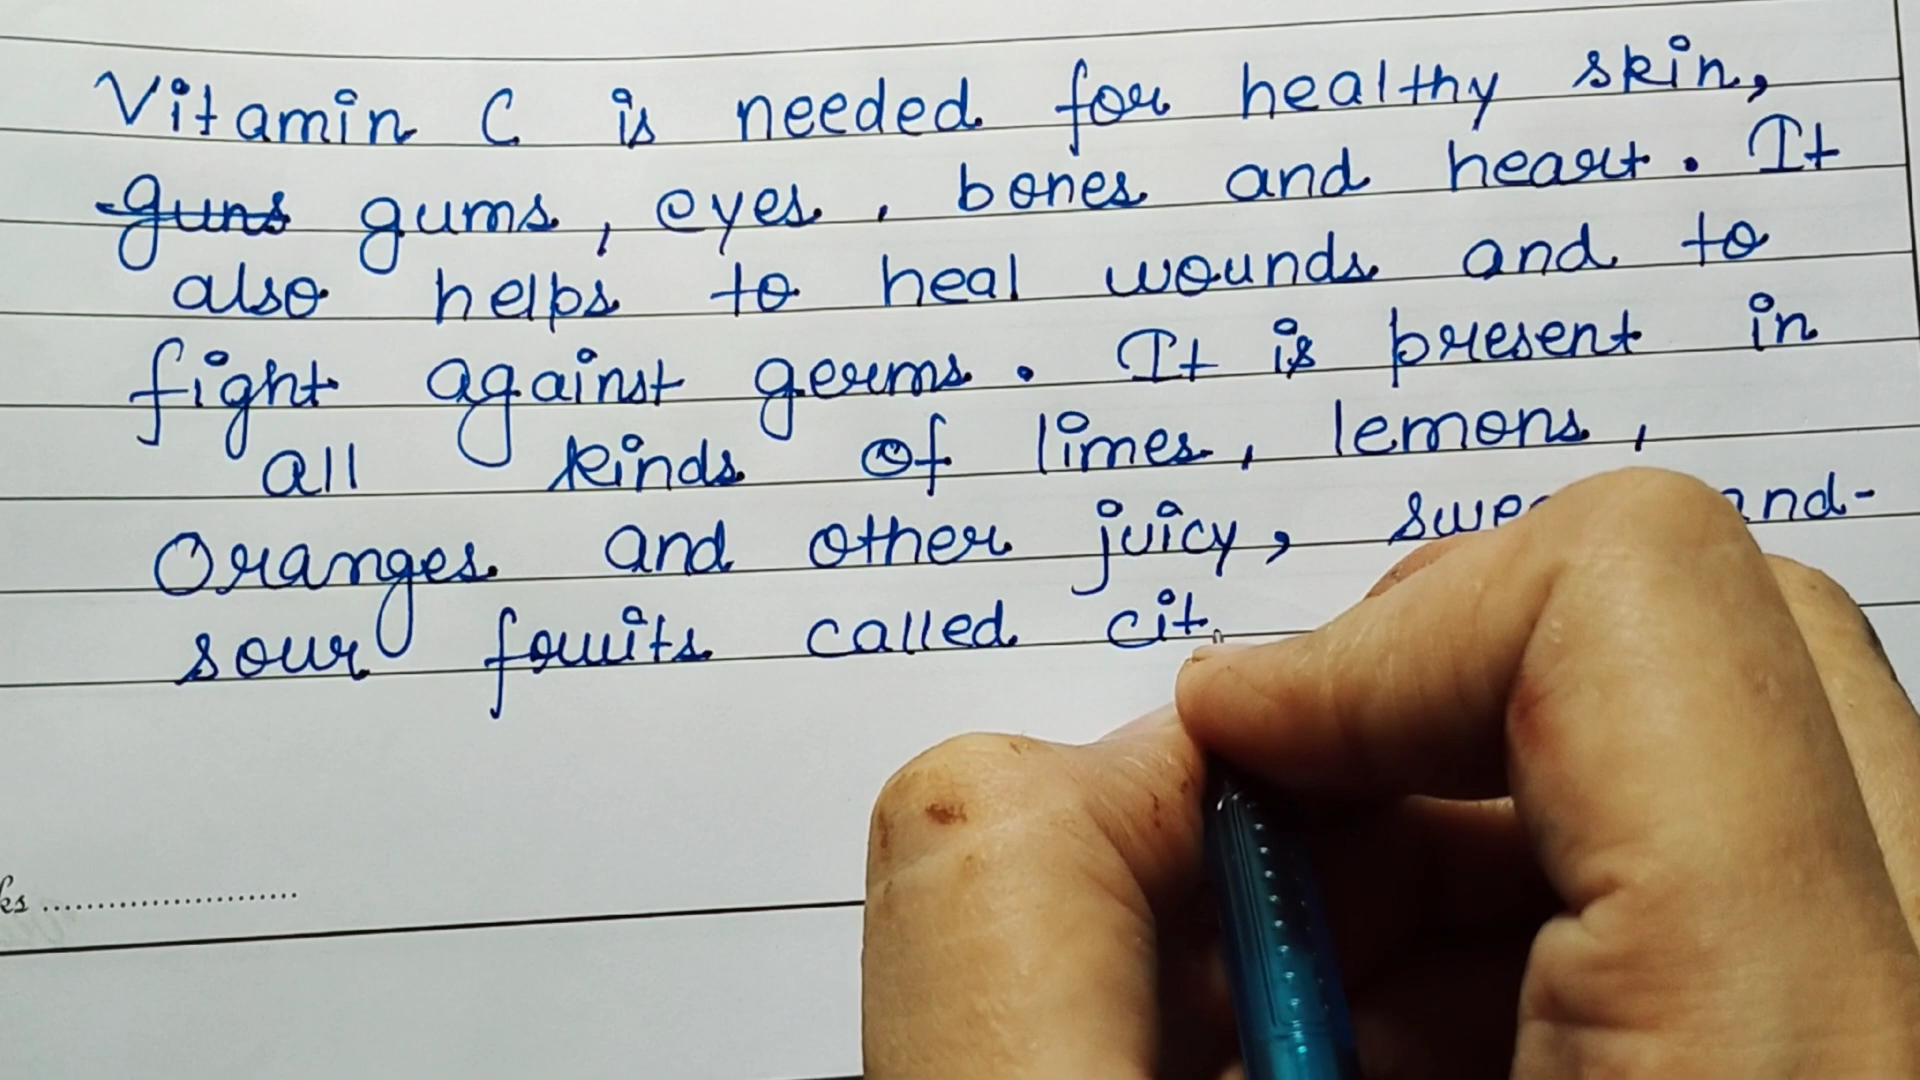 Vitamin C is needed for healthy skin,
guns gums, eyes, bones and heart. It
also helps to heal wounds and to
fight against germs. It is present in
all kinds of limes, lemons,
Oranges and other juicy,
sour fruits called cit